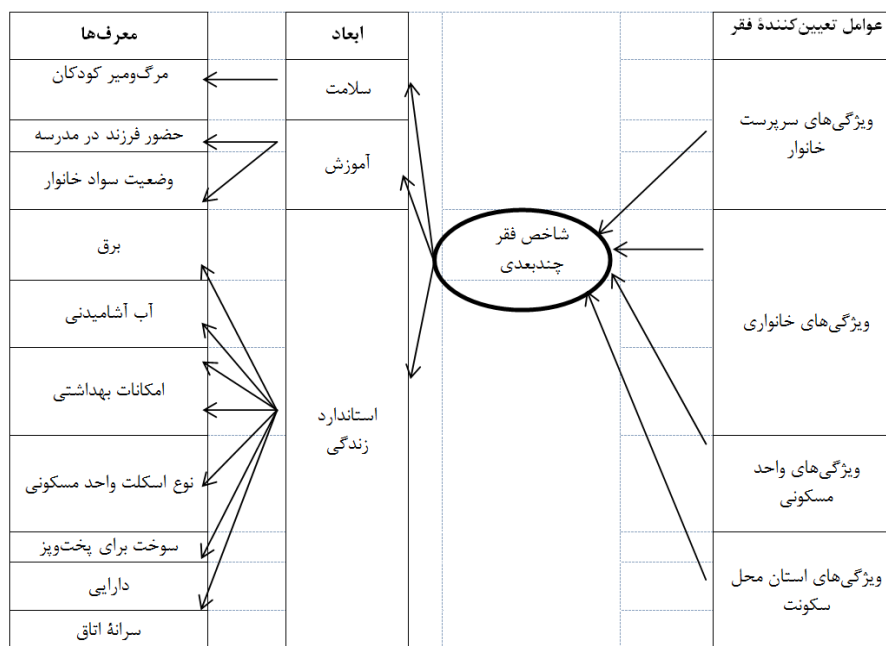 عوامل تعیین‌کنندۀ فقر
ویژگی‌های سرپرست
خانوار
ویژگی‌های خانواری
ویژگی‌های واحد
مسکونی
ویژگی‌های استان محل
سکونت
شاخص فقر
چندبعدی
ابعاد
سلامت
آموزش
استاندارد
زندگی
معرف‌ها
مرگ‌ومیر کودکان
حضور فرزند در مدرسه
وضعیت سواد خانوار
برق
آب آشامیدنی
امکانات بهداشتی
نوع اسکلت واحد مسکونی
سوخت برای پخت‌وپز
دارایی
سرانۀ اتاق